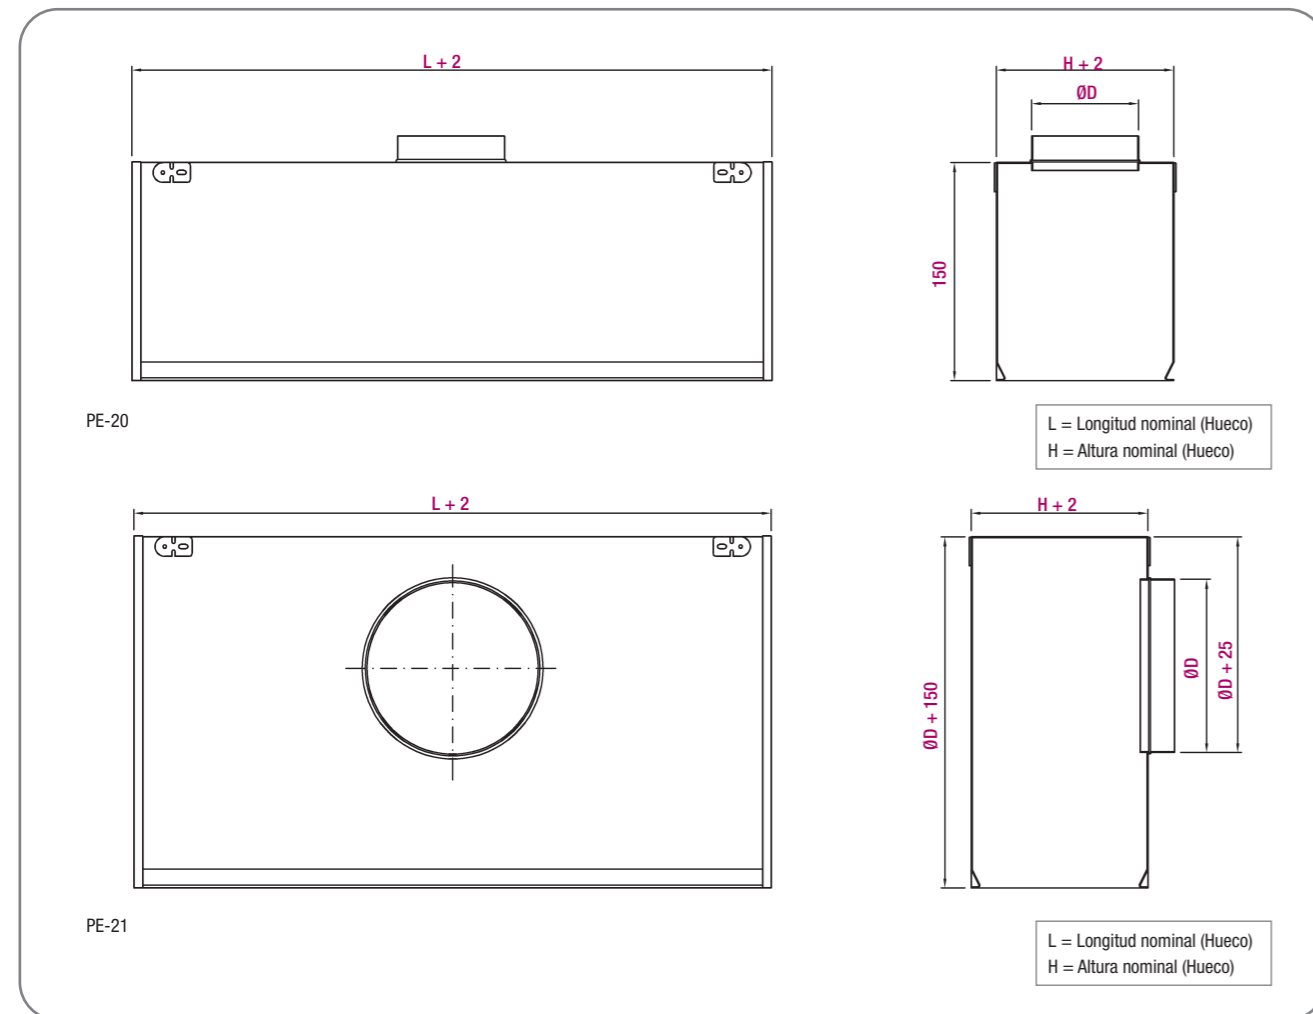 L + 2
H + 2
ØD
150
PE-20
L = Longitud nominal (Hueco)
H = Altura nominal (Hueco)
L + 2
H + 2
ØD + 150
ØD
ØD + 25
PE-21
L = Longitud nominal (Hueco)
H = Altura nominal (Hueco)